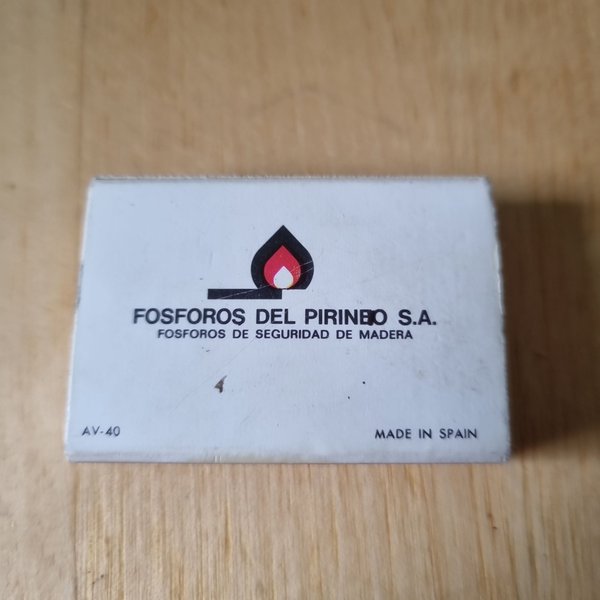 FOSFOROS DEL PIRINEO S.A.
FOSFOROS DE SEGURIDAD DE MADERA
AV-40
MADE IN SPAIN